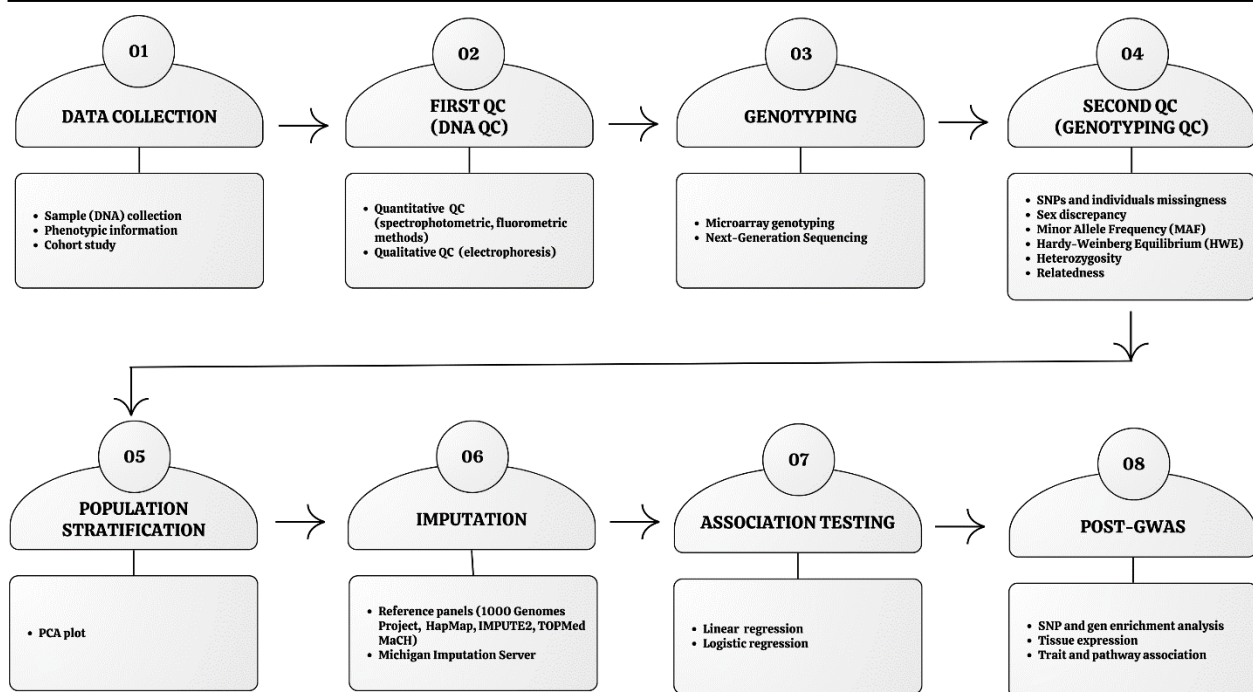 01
DATA COLLECTION
• Sample (DNA) collection
• Phenotypic information
• Cohort study
02
FIRST QC
(DNA QC)
• Quantitative QC
(spectrophotometric, fluorometric
methods)
• Qualitative QC (electrophoresis)
03
GENOTYPING
• Microarray genotyping
• Next-Generation Sequencing
04
SECOND QC
(GENOTYPING QC)
• SNPs and individuals missingness
• Sex discrepancy
• Minor Allele Frequency (MAF)
• Hardy-Weinberg Equilibrium (HWE)
• Heterozygosity
• Relatedness
05
POPULATION
STRATIFICATION
• PCA plot
06
IMPUTATION
• Reference panels (1000 Genomes
Project, HapMap, IMPUTE2, TOPMed
MaCH)
• Michigan Imputation Server
07
ASSOCIATION TESTING
• Linear regression
• Logistic regression
08
POST-GWAS
• SNP and gen enrichment analysis
• Tissue expression
• Trait and pathway association